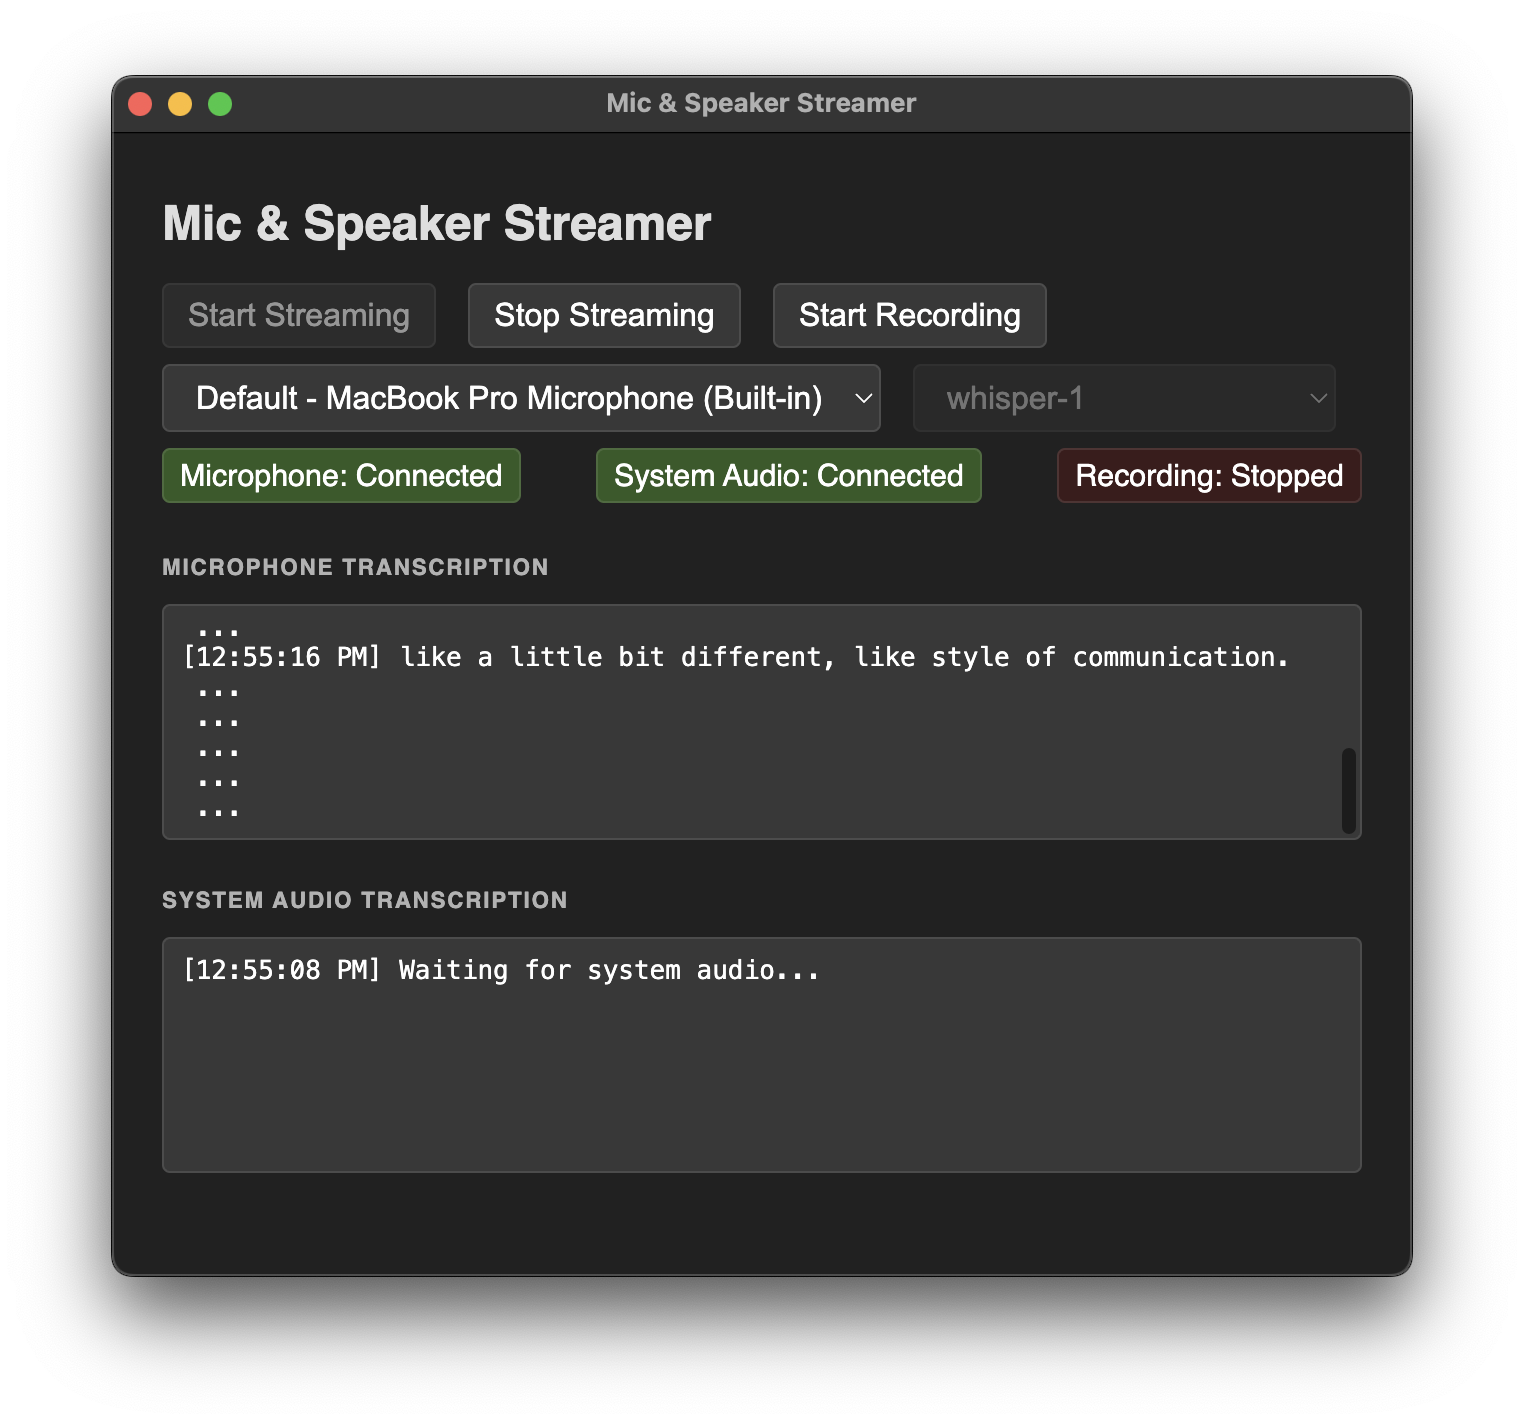 Mic & Speaker Streamer
Mic & Speaker Streamer
Start Streaming Stop Streaming Start Recording
Default - MacBook Pro Microphone (Built-in) whisper-1
Microphone: Connected System Audio: Connected Recording: Stopped
MICROPHONE TRANSCRIPTION
...
[12:55:16 PM] like a little bit different, like style of communication.
...
...
...
...
...
SYSTEM AUDIO TRANSCRIPTION
[12:55:08 PM] Waiting for system audio...